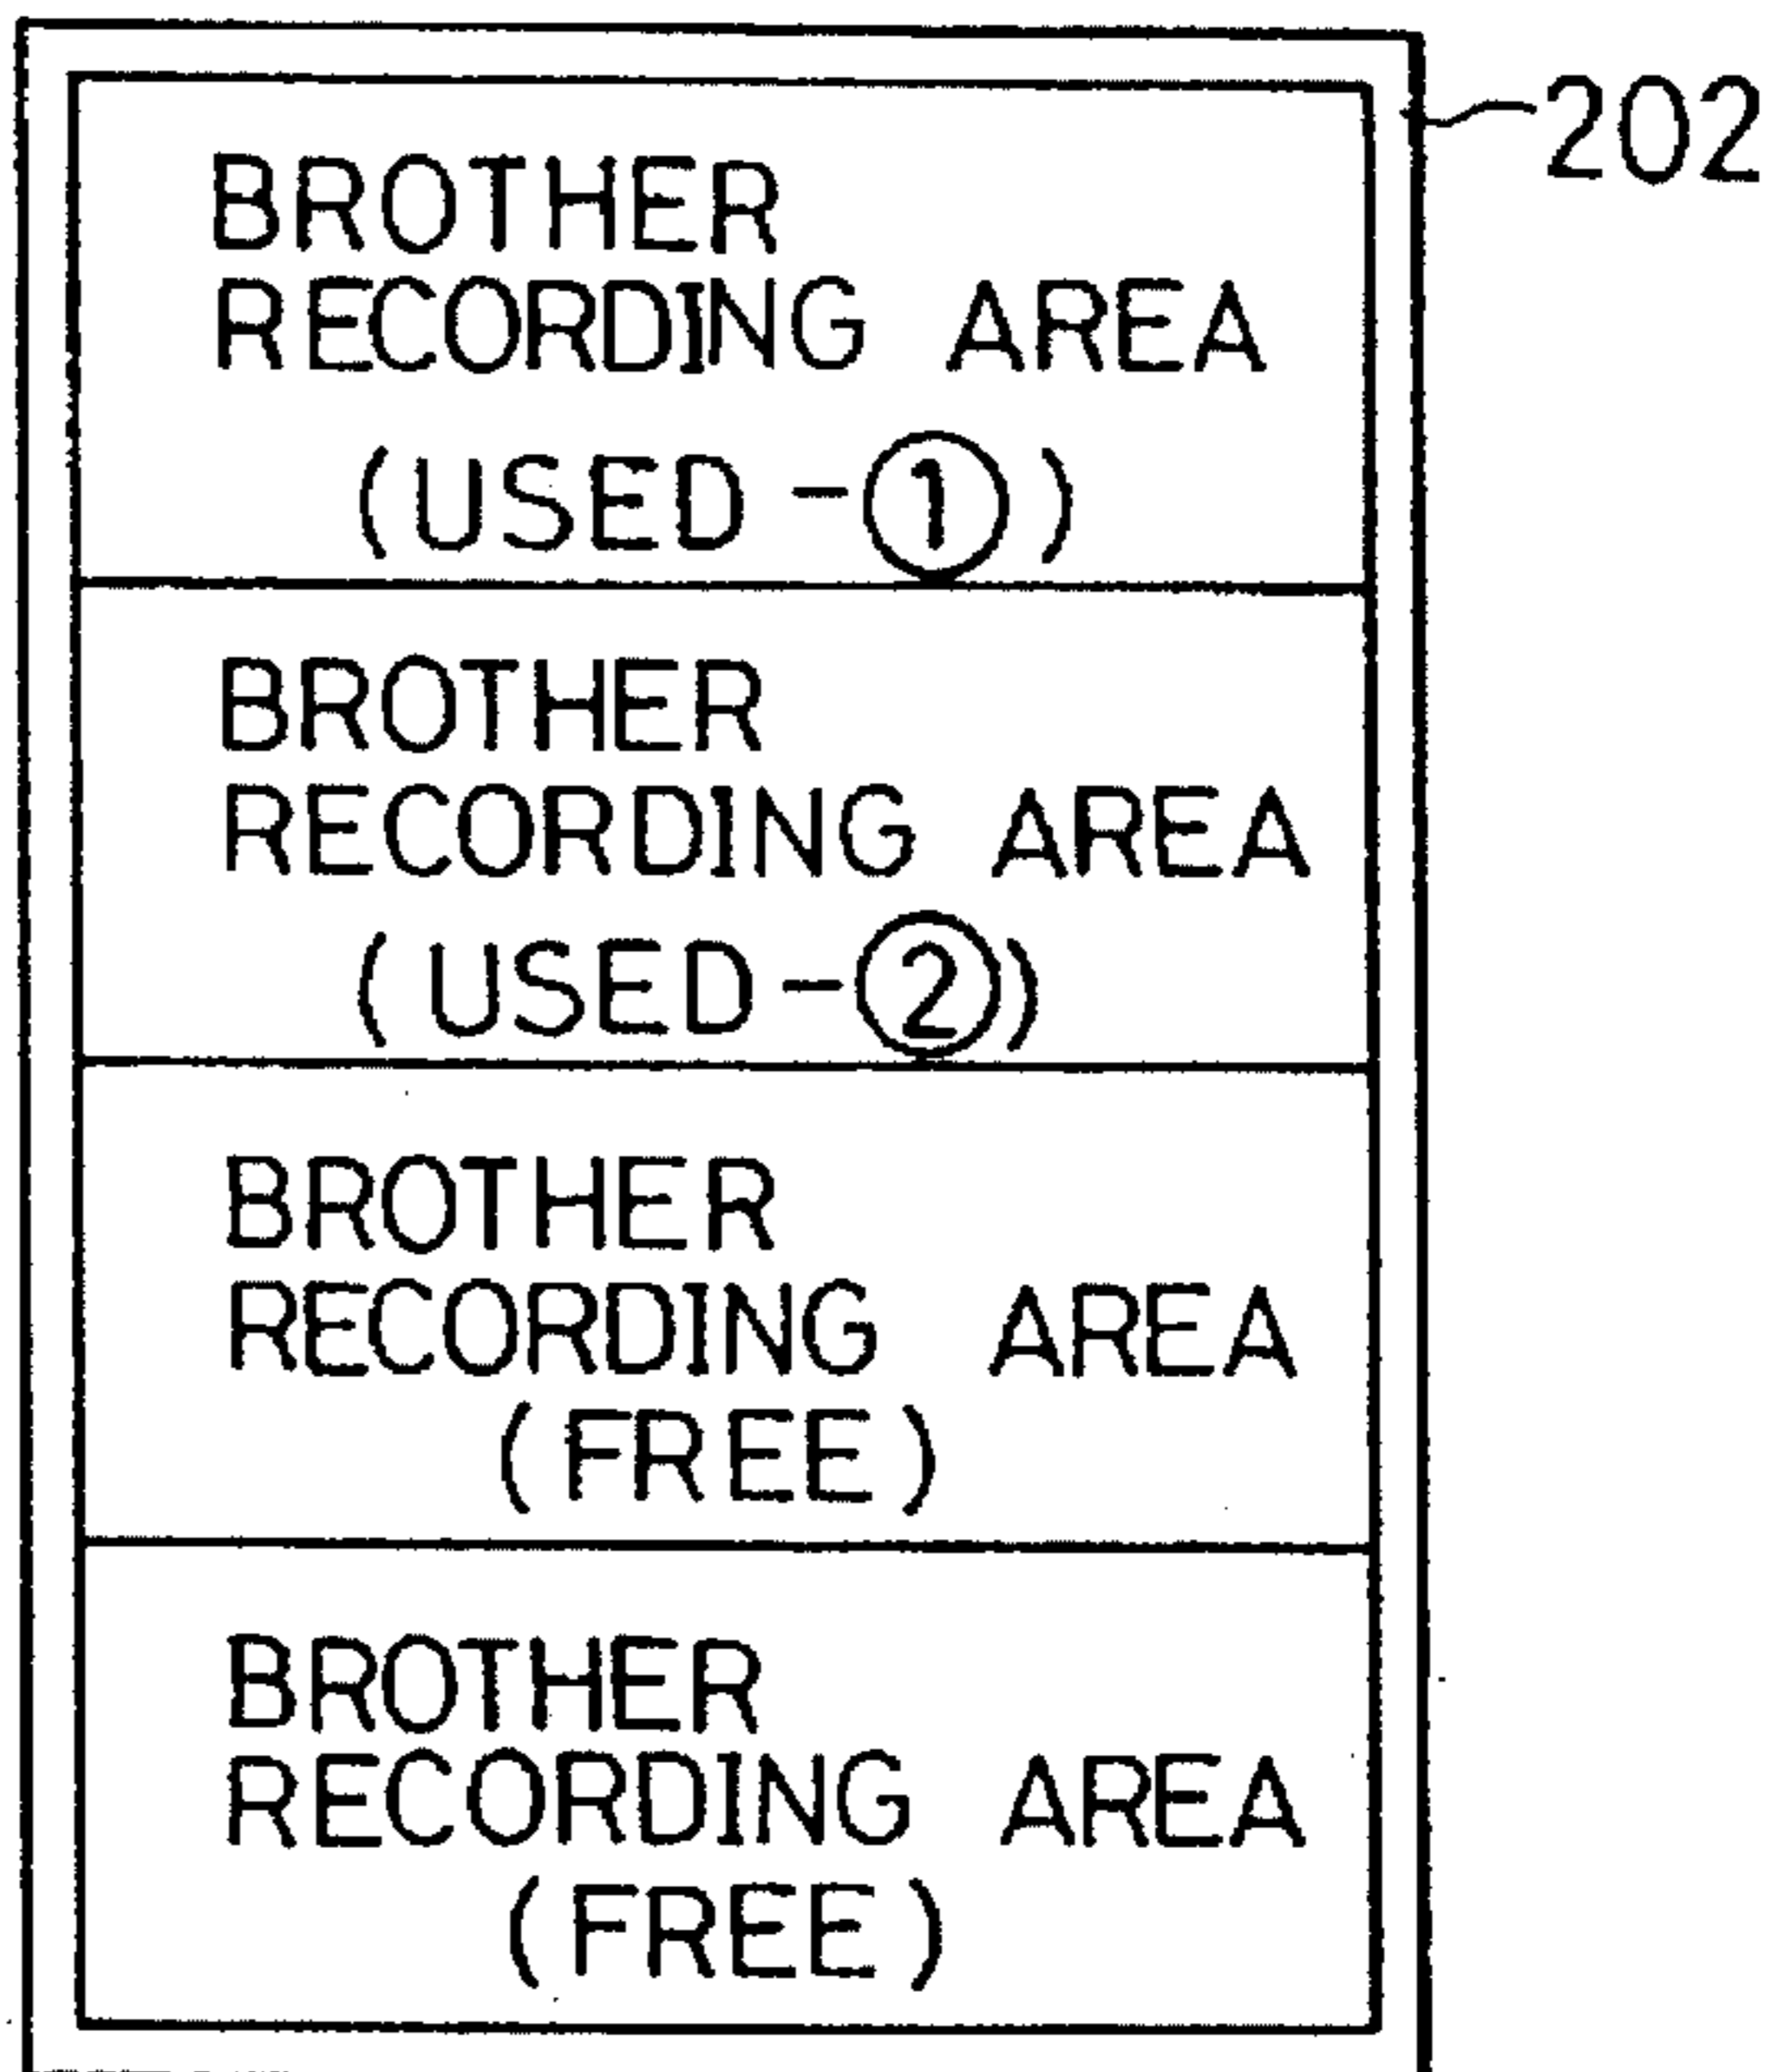 202
BROTHER
RECORDING AREA
(USED-①)
BROTHER
RECORDING AREA
(USED-②)
BROTHER
RECORDING AREA
(FREE)
BROTHER
RECORDING AREA
(FREE)